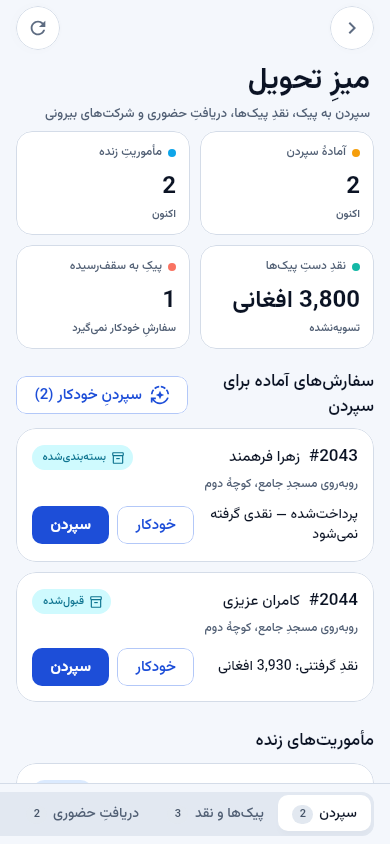 میزِ تحویل
سپردن به پیک، نقدِ پیک‌ها، دریافتِ حضوری و شرکت‌های بیرونی
آمادهٔ سپردن
2
اکنون
مأموریتِ زنده
2
اکنون
نقدِ دستِ پیک‌ها
3,800 افغانی
تسویه‌نشده
پیکِ به سقف‌رسیده
1
سفارشِ خودکار نمی‌گیرد
سفارش‌های آماده برای
سپردن
سپردنِ خودکار (2)
#2043 زهرا فرهمند
بسته‌بندی‌شده
روبه‌روی مسجدِ جامع، کوچهٔ دوم
پرداخت‌شده — نقدی گرفته
نمی‌شود
خودکار
سپردن
#2044 کامران عزیزی
قبول‌شده
روبه‌روی مسجدِ جامع، کوچهٔ دوم
نقدِ گرفتنی: 3,930 افغانی
خودکار
سپردن
مأموریت‌های زنده
سپردن 2
پیک‌ها و نقد 3
دریافتِ حضوری 2